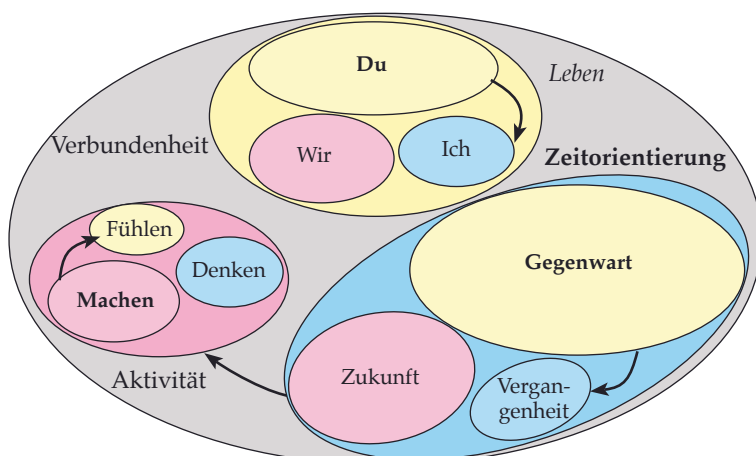 Du
Leben
Verbundenheit
Wir
Ich
Zeitorientierung
Fühlen
Denken
Machen
Gegenwart
Aktivität
Zukunft
Vergan-
genheit